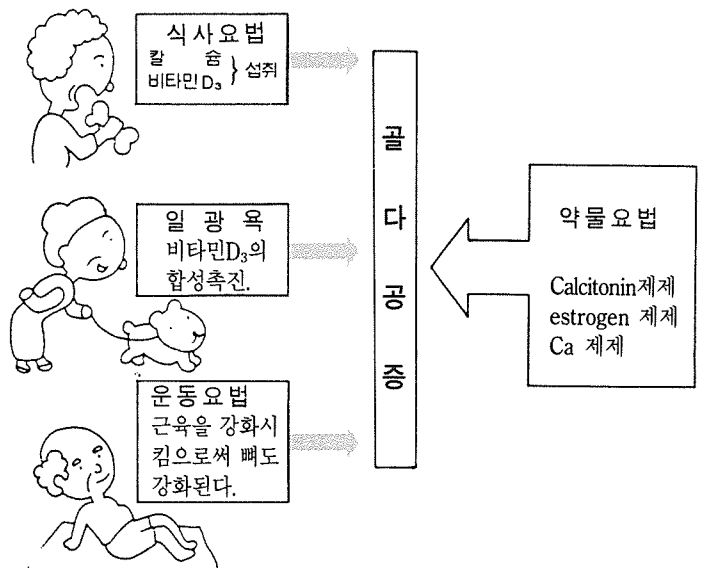 식사요법
칼 슘
비타민 D₃ } 섭취
일 광 욕
비타민D₃의
합성촉진.
운동요법
근육을 강화시
킴으로써 뼈도
강화된다.
골
다
공
증
약물요법
Calcitonin제제
estrogen 제제
Ca 제제